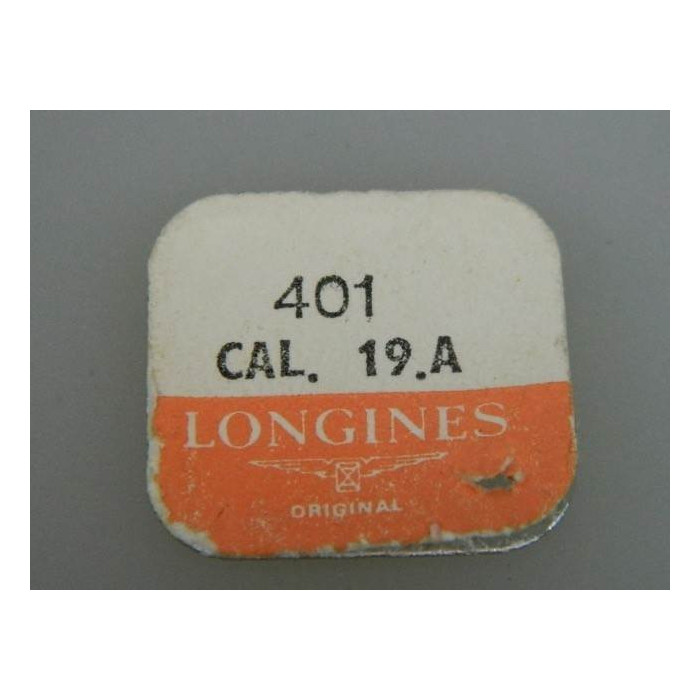 401
CAL. 19.A
LONGINES
ORIGINAL